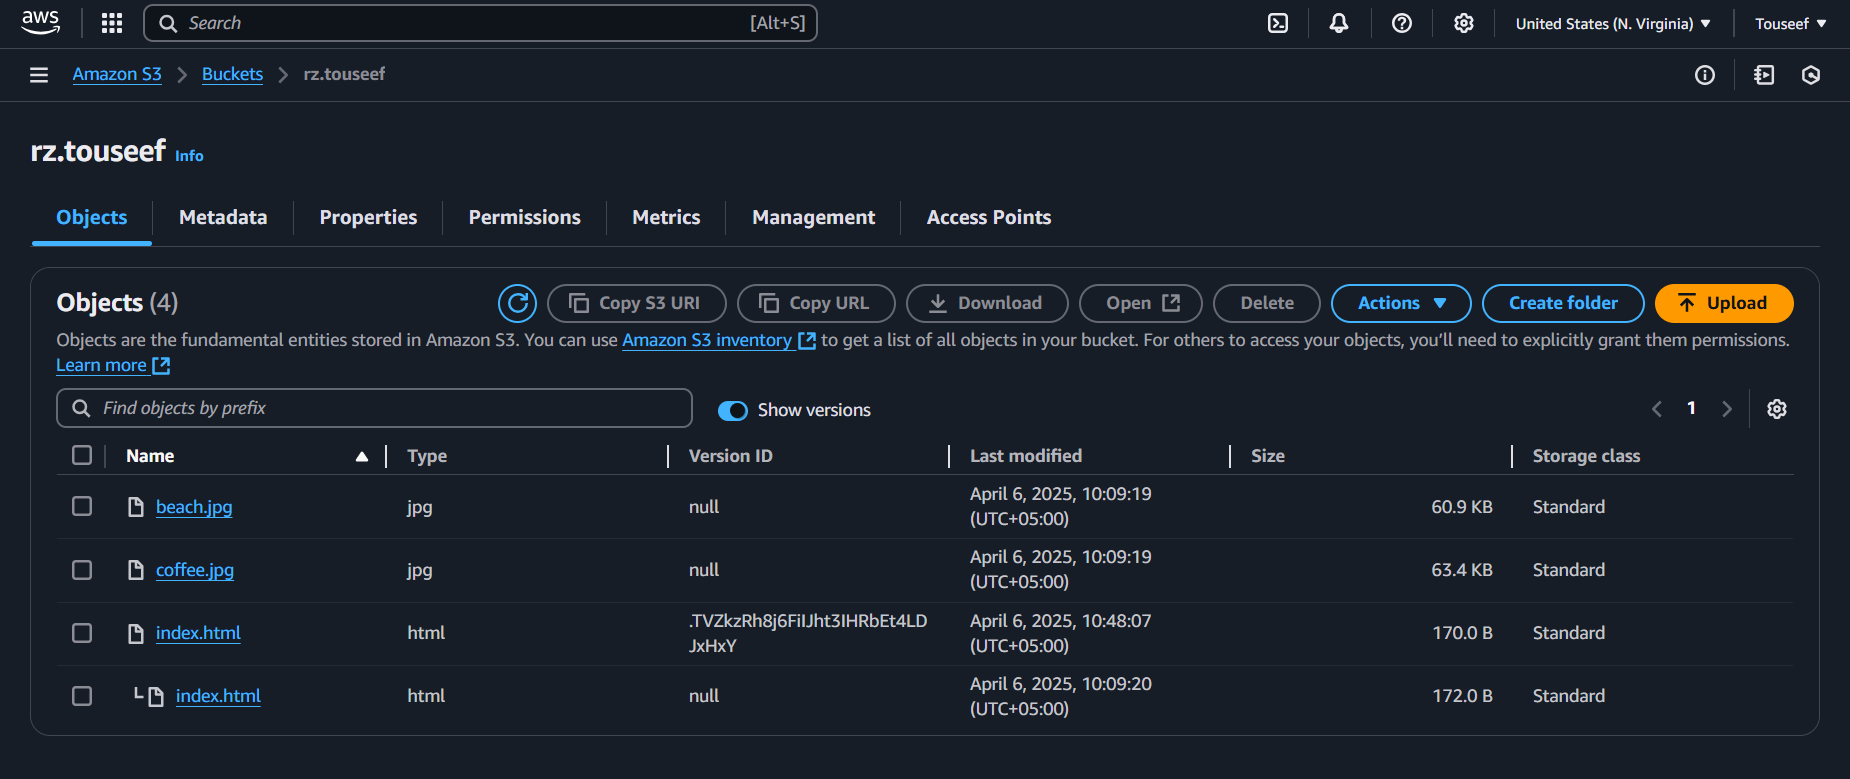 aws
Search [Alt+S]
United States (N. Virginia)
Touseef
Amazon S3
Buckets
rz.touseef
rz.touseef Info
Objects
Metadata
Properties
Permissions
Metrics
Management
Access Points
Objects (4)
Copy S3 URI
Copy URL
Download
Open
Delete
Actions
Create folder
Upload
Objects are the fundamental entities stored in Amazon S3. You can use Amazon S3 inventory to get a list of all objects in your bucket. For others to access your objects, you’ll need to explicitly grant them permissions.
Learn more
Find objects by prefix
Show versions
1
Name Type Version ID Last modified Size Storage class
beach.jpg jpg null April 6, 2025, 10:09:19 60.9 KB Standard
(UTC+05:00)
coffee.jpg jpg null April 6, 2025, 10:09:19 63.4 KB Standard
(UTC+05:00)
index.html html .TVZkzRh8j6FiIJht3IHRbEt4LD April 6, 2025, 10:48:07 170.0 B Standard
JxHxY (UTC+05:00)
index.html html null April 6, 2025, 10:09:20 172.0 B Standard
(UTC+05:00)